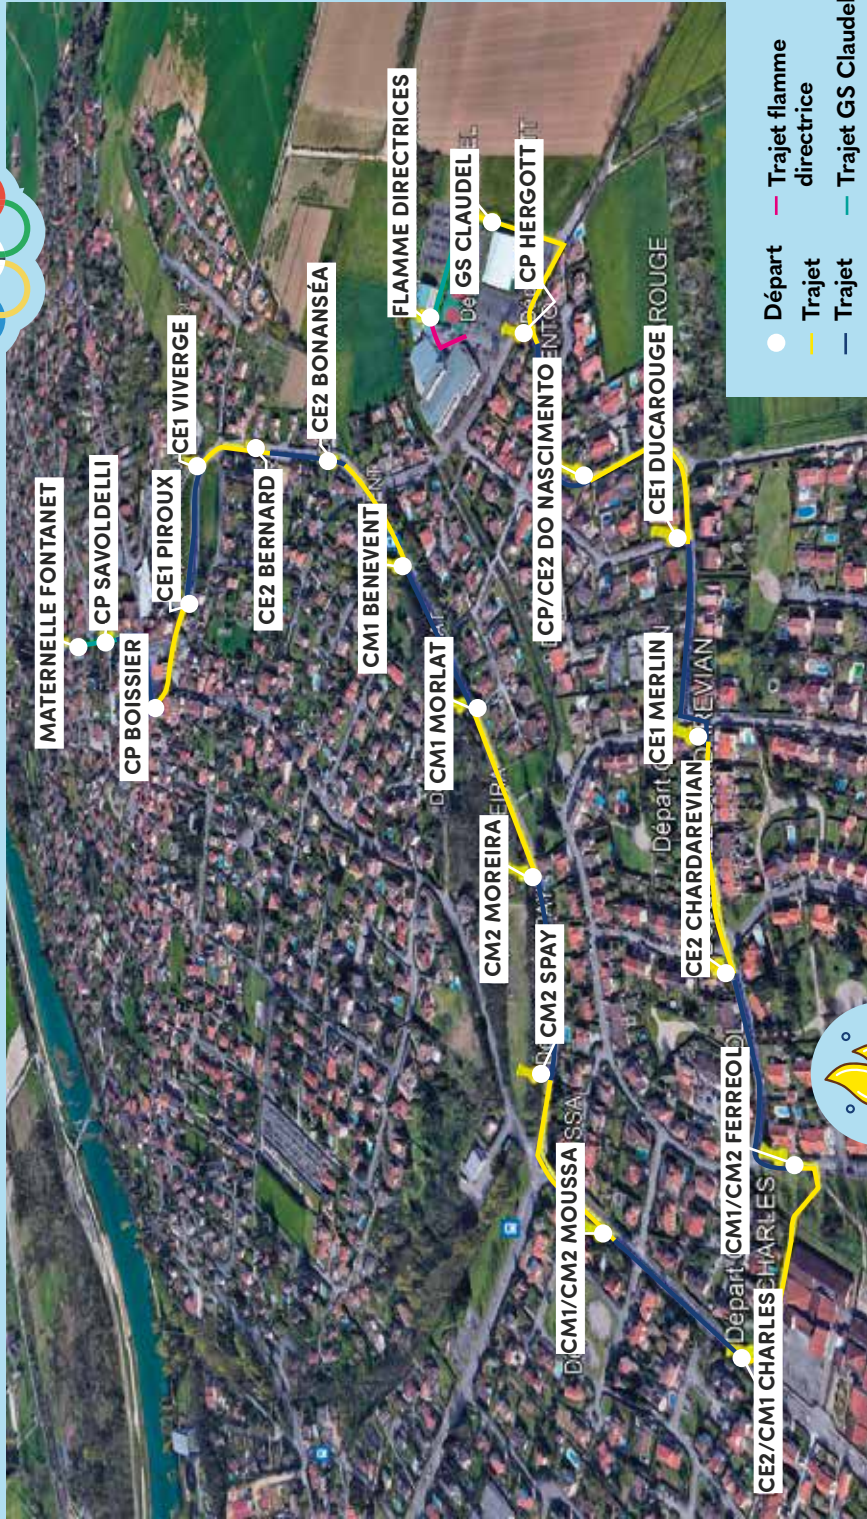 MATERNELLE FONTANET
CP SAVOLDELLI
CP BOISSIER
CE1 PIROUX
CE1 VIVERGE
CE2 BERNARD
CE2 BONANSÉA
CM1 BENEVENT
CM1 MORLAT
CM2 MOREIRA
CM2 SPAY
CM1/CM2 MOUSSA
CE2/CM1 CHARLES
CM1/CM2 FERREOL
CE2 CHARDAREVIAN
CE1 MERLIN
CE1 DUCAROUGE
CP/CE2 DO NASCIMENTO
CP HERGOTT
GS CLAUDEL
FLAMME DIRECTRICES
ROUGE
Départ
CHARLES
Départ
Départ
Trajet
Trajet
Trajet flamme
directrice
Trajet GS Claudel